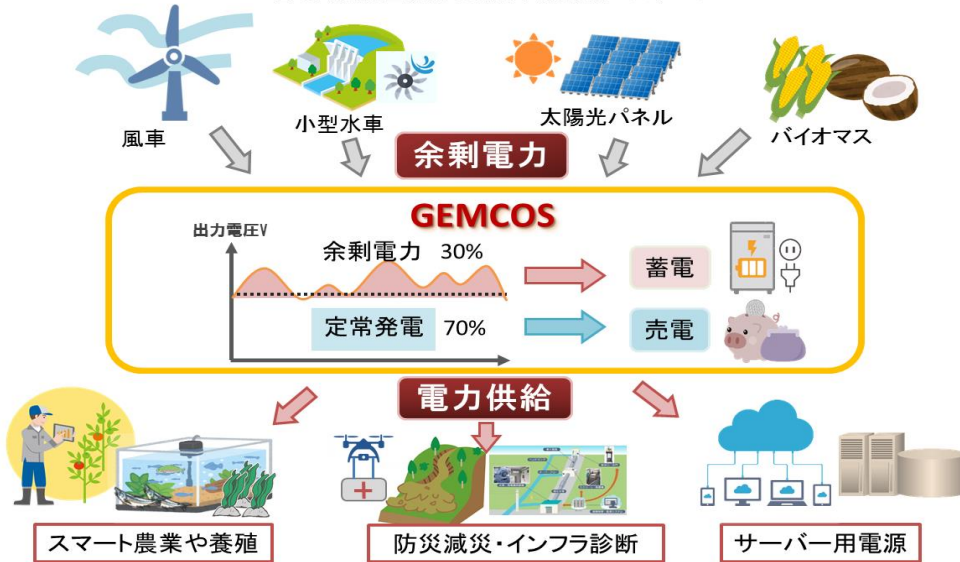 風車
小型水車
太陽光パネル
バイオマス
余剰電力
GEMCOS
出力電圧V
余剰電力 30%
蓄電
定常発電 70%
売電
電力供給
スマート農業や養殖
防災減災・インフラ診断
サーバー用電源